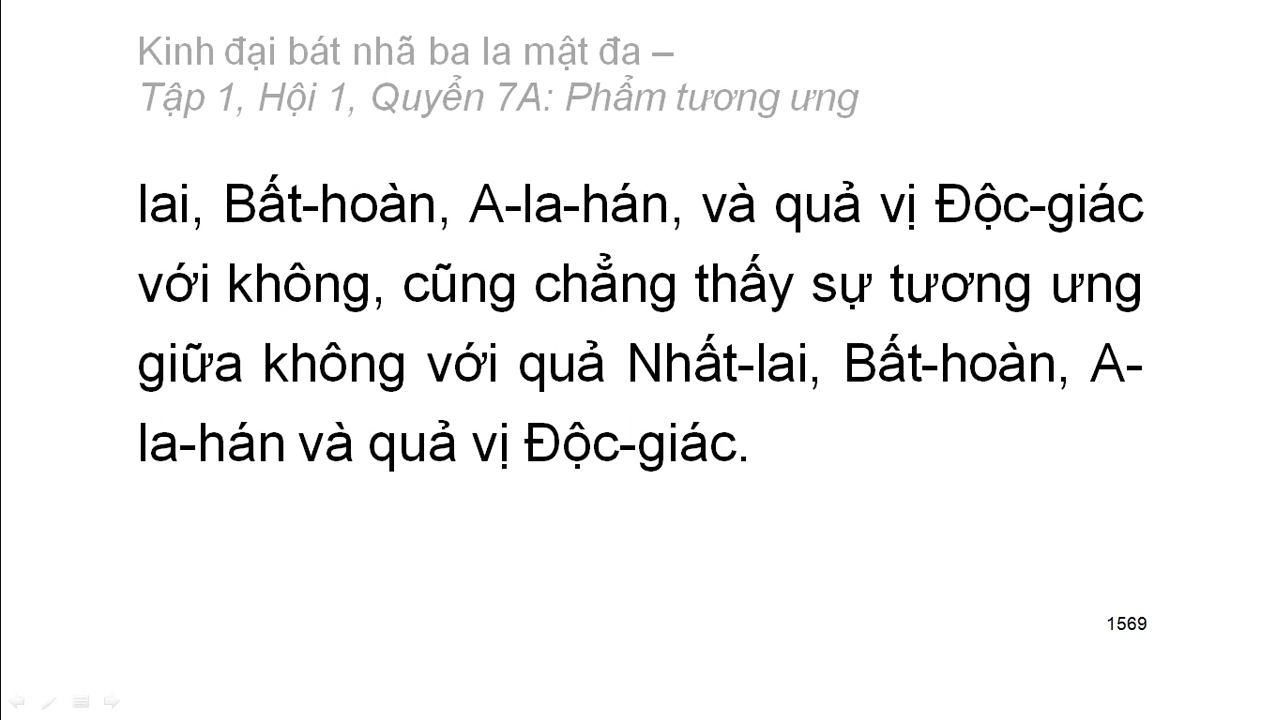 Kinh đại bát nhã ba la mật đa –
Tập 1, Hội 1, Quyển 7A: Phẩm tương ưng
lai, Bất-hoàn, A-la-hán, và quả vị Độc-giác
với không, cũng chẳng thấy sự tương ưng
giữa không với quả Nhất-lai, Bất-hoàn, A-
la-hán và quả vị Độc-giác.
1569